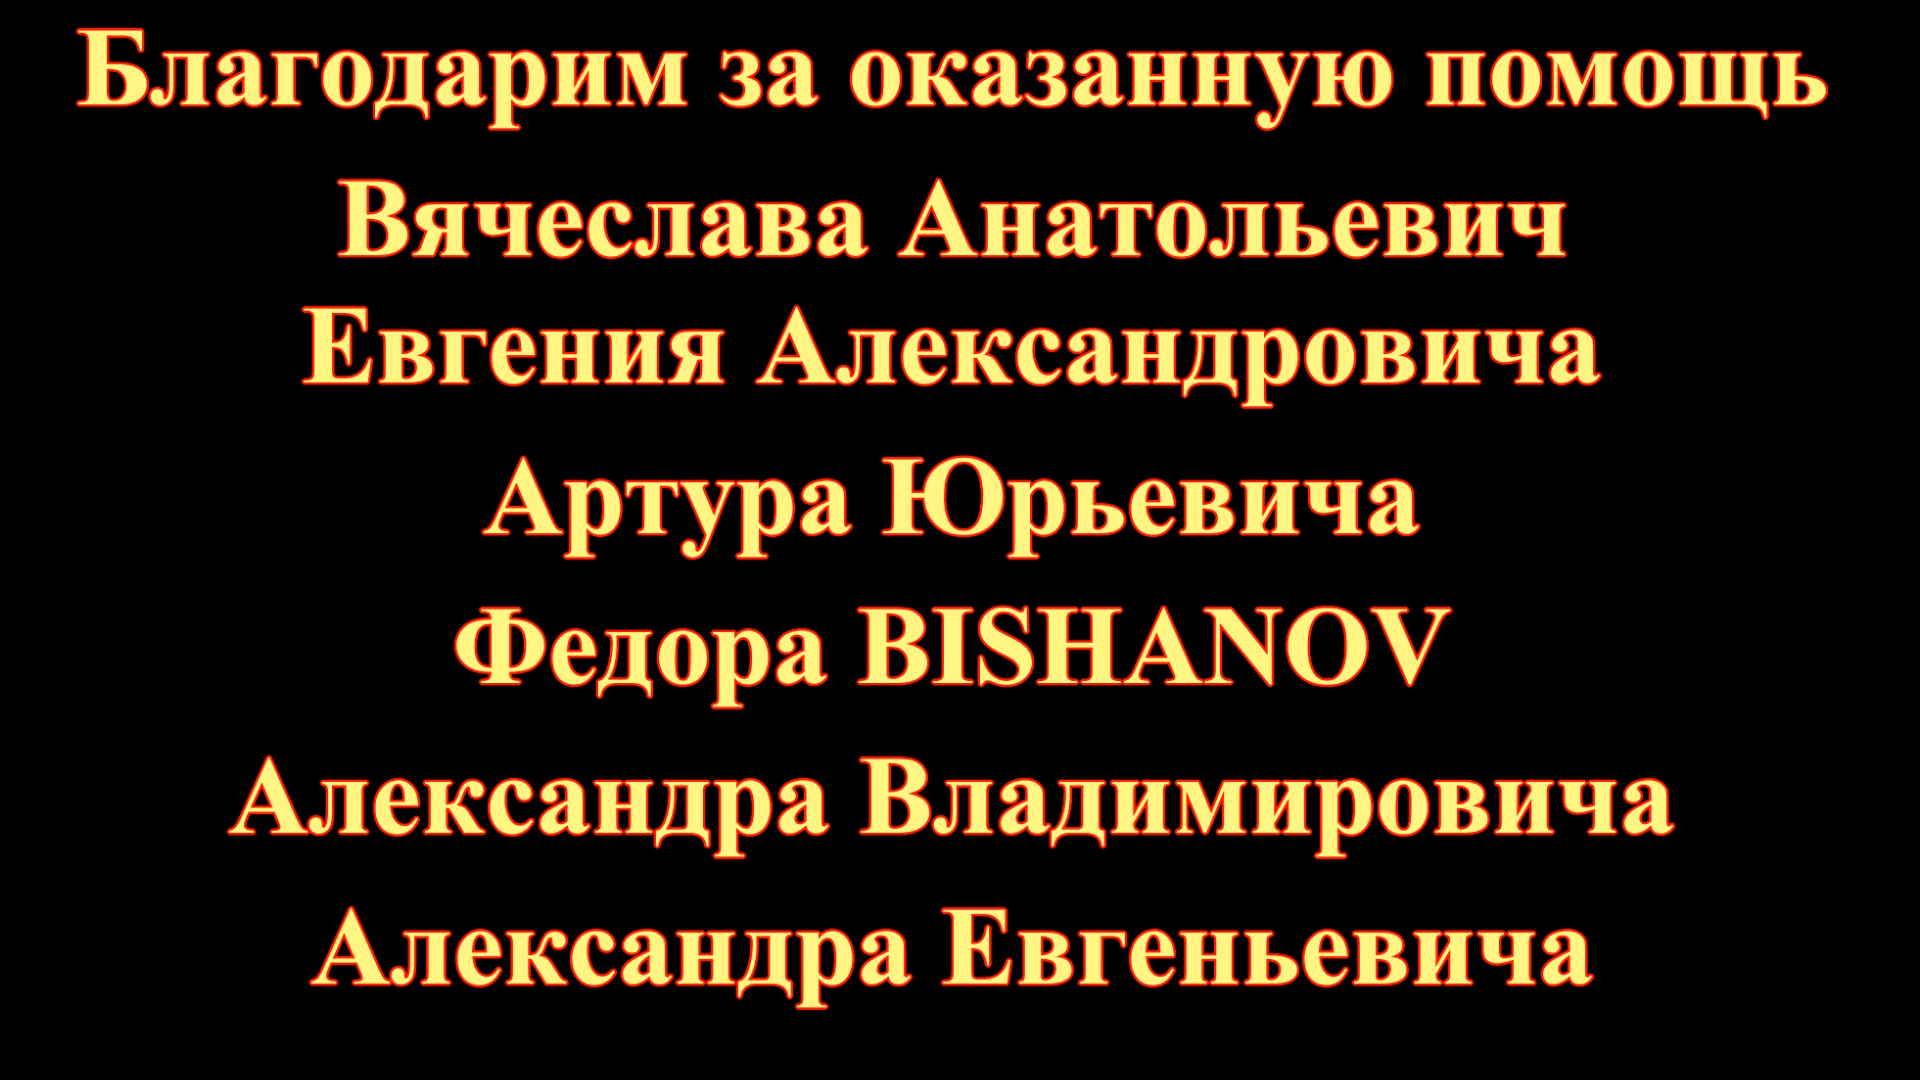 Благодарим за оказанную помощь
Вячеслава Анатольевич
Евгения Александровича
Артура Юрьевича
Федора BISHANOV
Александра Владимировича
Александра Евгеньевича